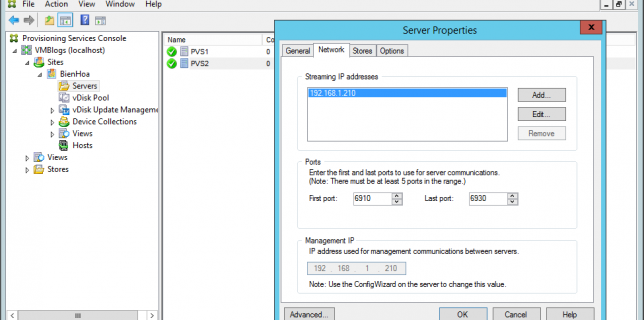 File Action View Window Help
Provisioning Services Console
VMBlogs (localhost)
Sites
BienHoa
Servers
vDisk Pool
vDisk Update Manageme
Device Collections
Views
Hosts
Views
Stores
Name Co
PVS1 0
PVS2 0
Server Properties
General Network Stores Options
Streaming IP addresses
192.168.1.210
Add...
Edit...
Remove
Ports
Enter the first and last ports to use for server communications.
(Note: There must be at least 5 ports in the range.)
First port: 6910 Last port: 6930
Management IP
IP address used for management communications between servers.
192 . 168 . 1 . 210
Note: Use the ConfigWizard on the server to change this value.
Advanced... OK Cancel Help